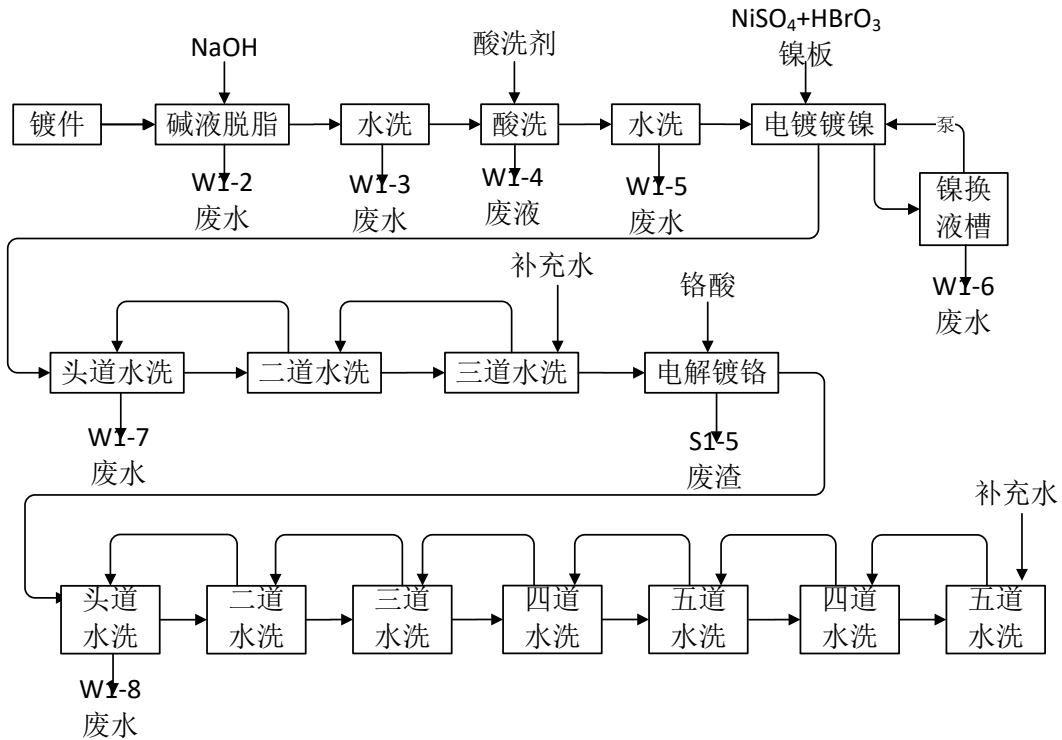 NiSO₄+HBrO₃
NaOH
酸洗剂
镍板
镀件
碱液脱脂
水洗
酸洗
水洗
电镀镀镍
泵
镍换
液槽
W1-2
废水
W1-3
废水
W1-4
废液
W1-5
废水
W1-6
废水
补充水
铬酸
头道水洗
二道水洗
三道水洗
电解镀铬
W1-7
废水
S1-5
废渣
补充水
头道
水洗
二道
水洗
三道
水洗
四道
水洗
五道
水洗
四道
水洗
五道
水洗
W1-8
废水